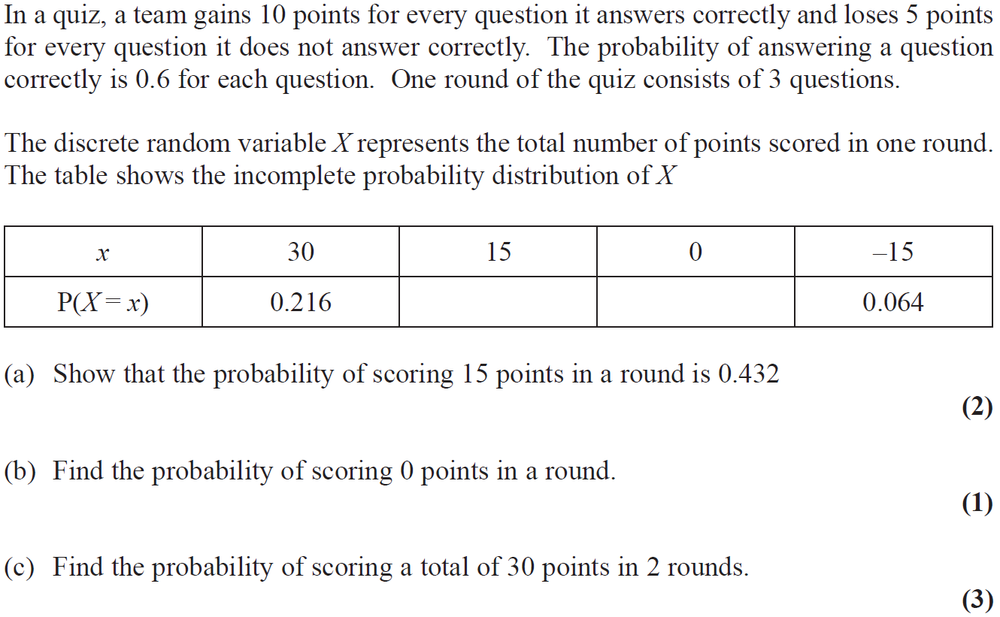 In a quiz, a team gains 10 points for every question it answers correctly and loses 5 points
for every question it does not answer correctly. The probability of answering a question
correctly is 0.6 for each question. One round of the quiz consists of 3 questions.
The discrete random variable X represents the total number of points scored in one round.
The table shows the incomplete probability distribution of X
x 30 15 0 –15
P(X = x) 0.216 0.064
(a) Show that the probability of scoring 15 points in a round is 0.432
(2)
(b) Find the probability of scoring 0 points in a round.
(1)
(c) Find the probability of scoring a total of 30 points in 2 rounds.
(3)